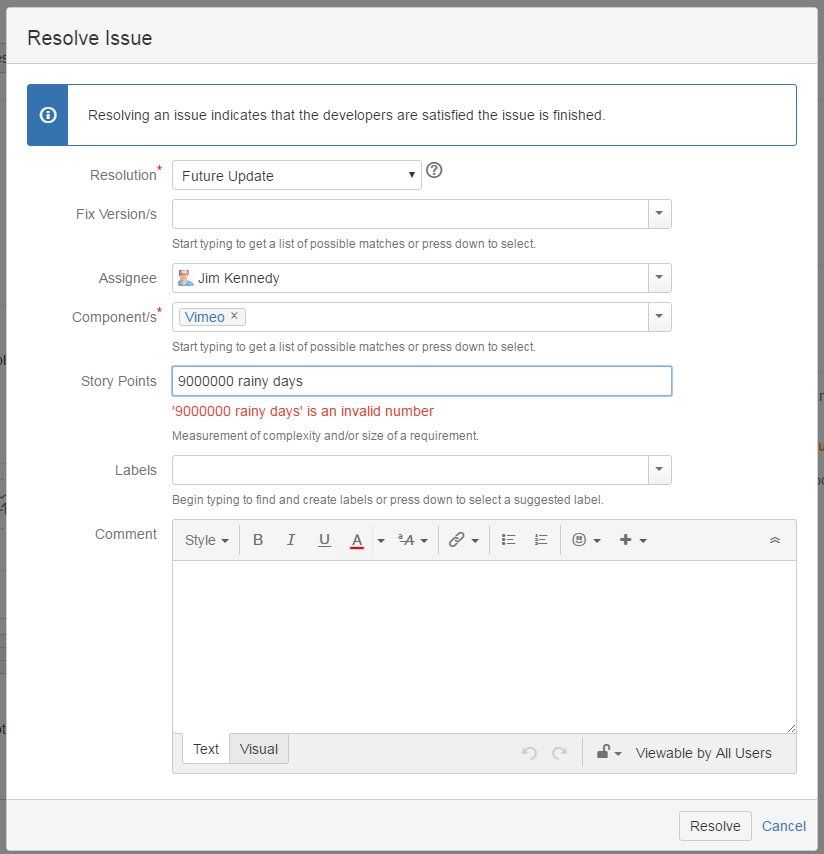 Resolve Issue
Resolving an issue indicates that the developers are satisfied the issue is finished.
Resolution* Future Update
Fix Version/s
Start typing to get a list of possible matches or press down to select.
Assignee Jim Kennedy
Component/s* Vimeo ×
Start typing to get a list of possible matches or press down to select.
Story Points 9000000 rainy days
'9000000 rainy days' is an invalid number
Measurement of complexity and/or size of a requirement.
Labels
Begin typing to find and create labels or press down to select a suggested label.
Comment Style B I U A ªA
Text Visual Viewable by All Users
Resolve Cancel